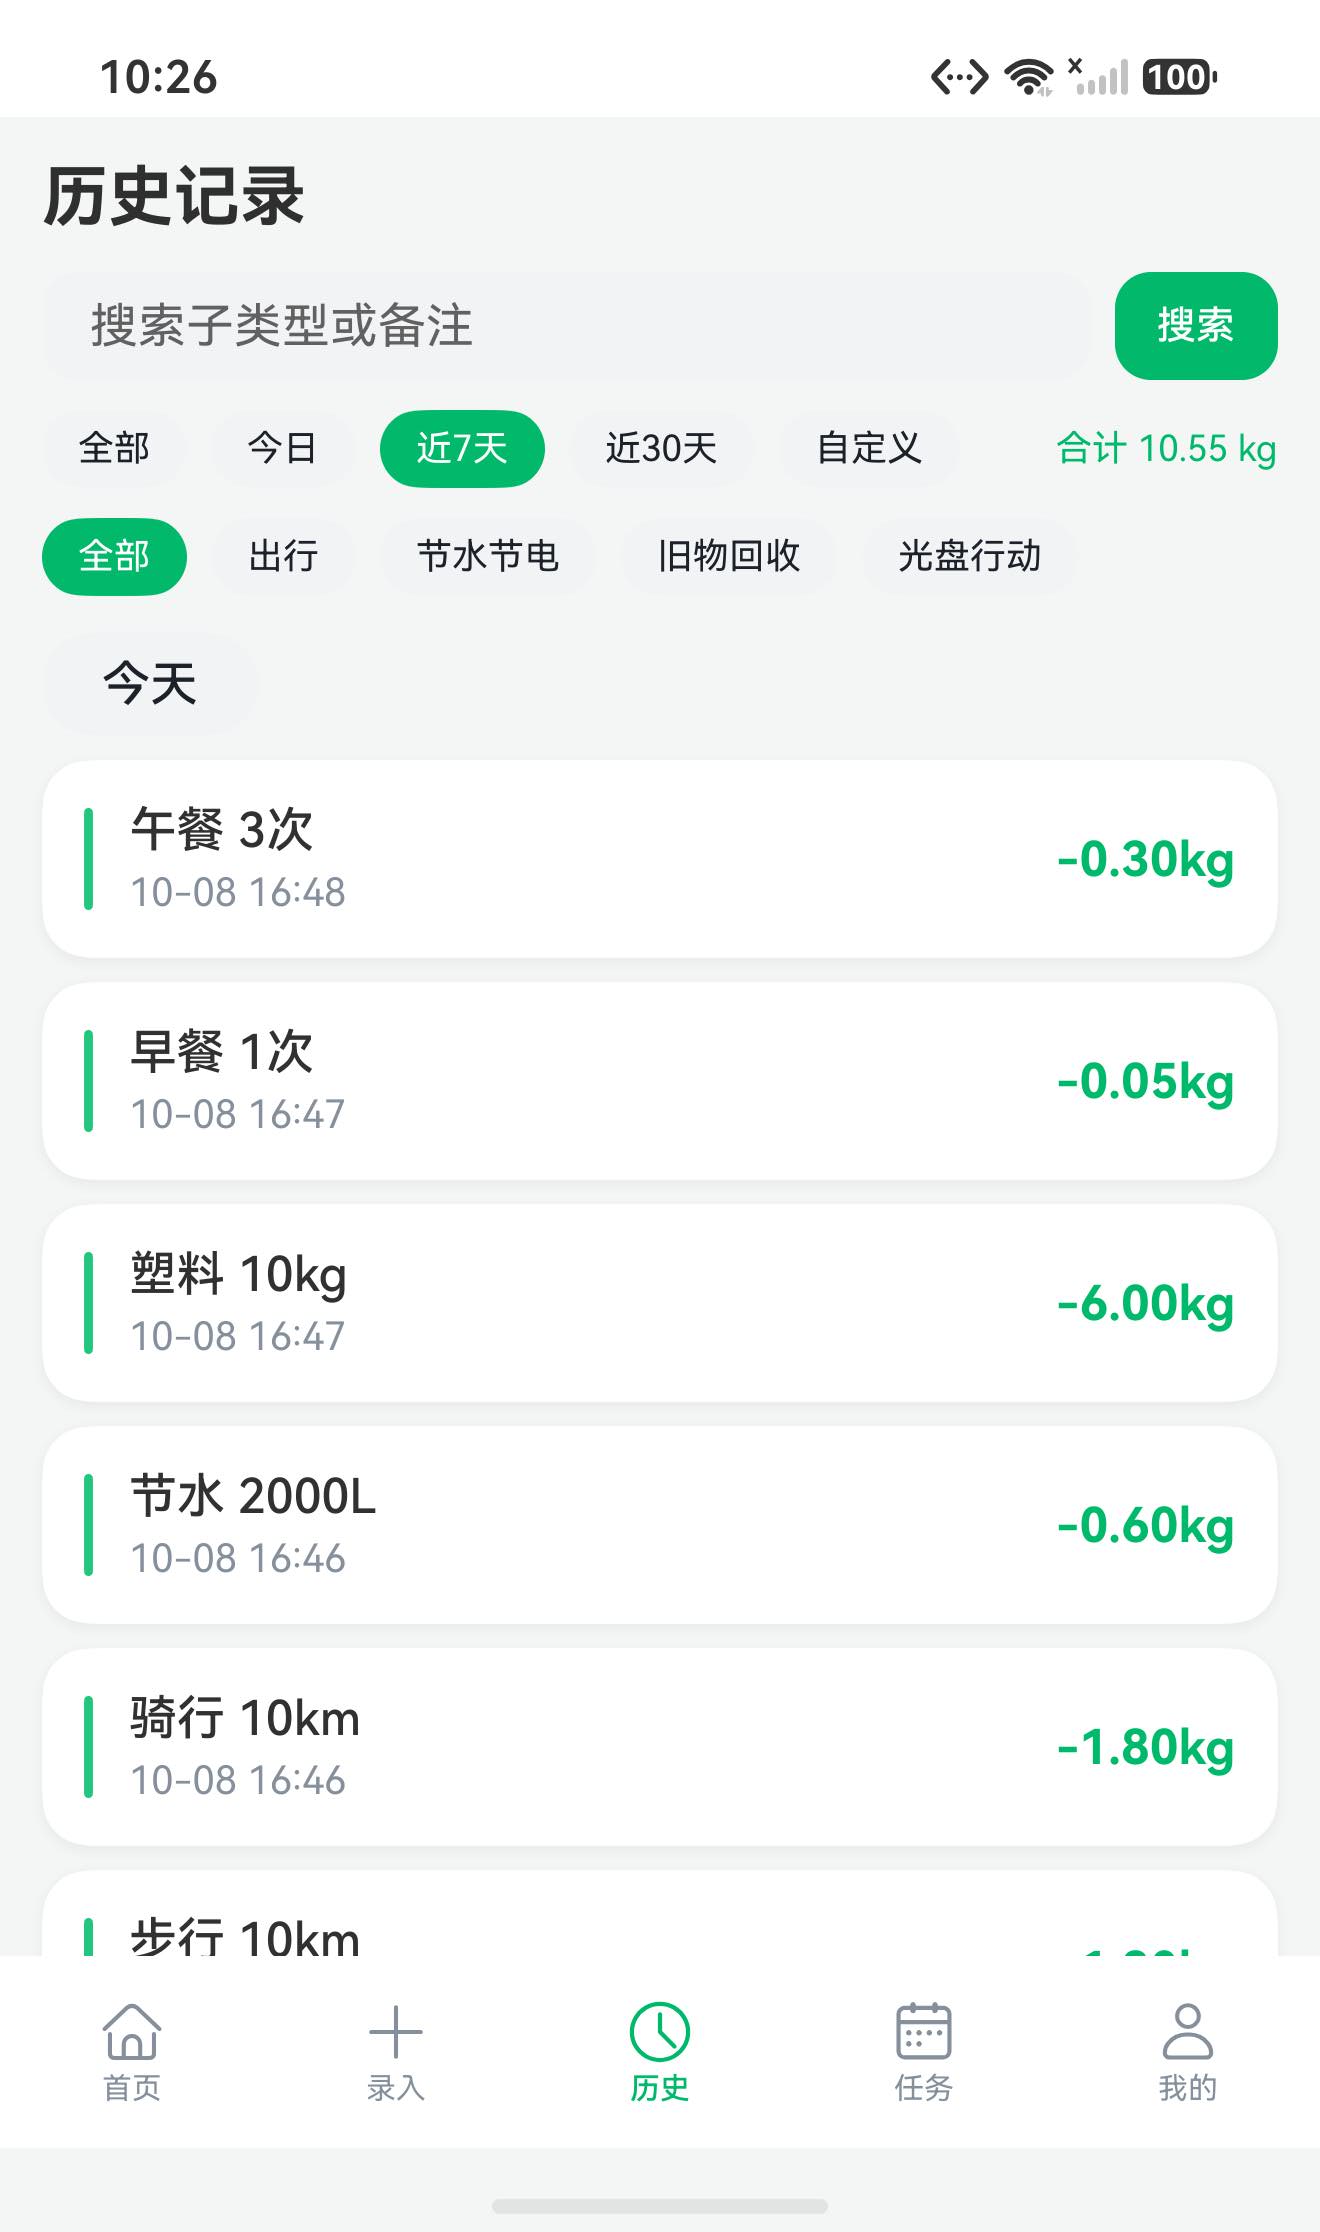 10:26
100
历史记录
搜索子类型或备注
搜索
全部 今日 近7天 近30天 自定义 合计 10.55 kg
全部 出行 节水节电 旧物回收 光盘行动
今天
午餐 3次
10-08 16:48
-0.30kg
早餐 1次
10-08 16:47
-0.05kg
塑料 10kg
10-08 16:47
-6.00kg
节水 2000L
10-08 16:46
-0.60kg
骑行 10km
10-08 16:46
-1.80kg
步行 10km
首页 录入 历史 任务 我的